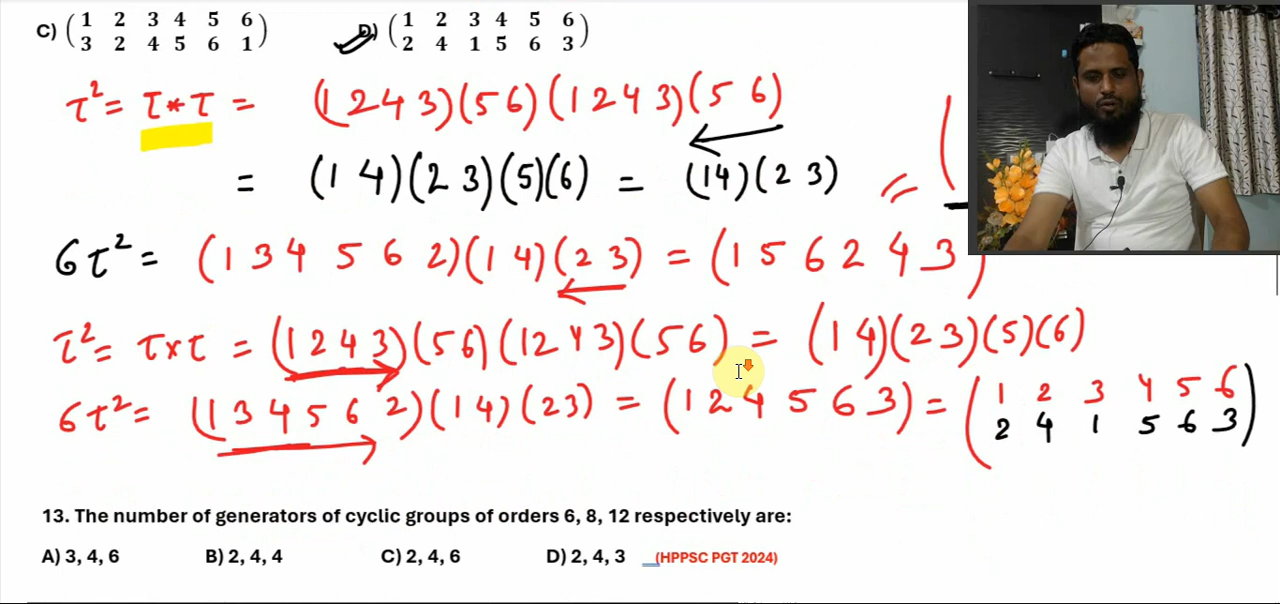 C) ( 1 2 3 4 5 6 ) D) ( 1 2 3 4 5 6 )
3 2 4 5 6 1 2 4 1 5 6 3
τ² = τ * τ = (1 2 4 3)(5 6)(1 2 4 3)(5 6)
= (1 4)(2 3)(5)(6) = (14)(2 3) = (
6τ² = (1 3 4 5 6 2)(1 4)(2 3) = (1 5 6 2 4 3)
τ² = τ×τ = (1 2 4 3)(5 6)(1 2 4 3)(5 6) = (1 4)(2 3)(5)(6)
6τ² = (1 3 4 5 6 2)(1 4)(2 3) = (1 2 4 5 6 3) = ( 1 2 3 4 5 6 )
2 4 1 5 6 3
13. The number of generators of cyclic groups of orders 6, 8, 12 respectively are:
A) 3, 4, 6 B) 2, 4, 4 C) 2, 4, 6 D) 2, 4, 3 (HPPSC PGT 2024)